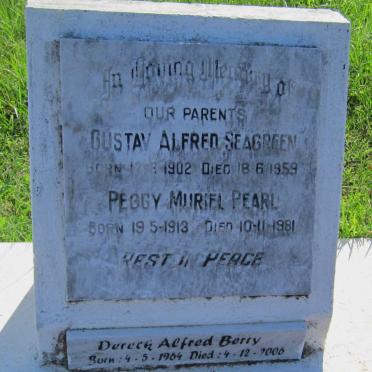 In Loving Memory of
OUR PARENTS
GUSTAV ALFRED SEAGREEN
BORN 1902 DIED 18·6·1959
PEGGY MURIEL PEARL
BORN 19·5·1913 DIED 10·11·1981
REST IN PEACE
Dereck Alfred Berry
Born : 4 - 5 - 1964 Died : 4 - 12 - 2006